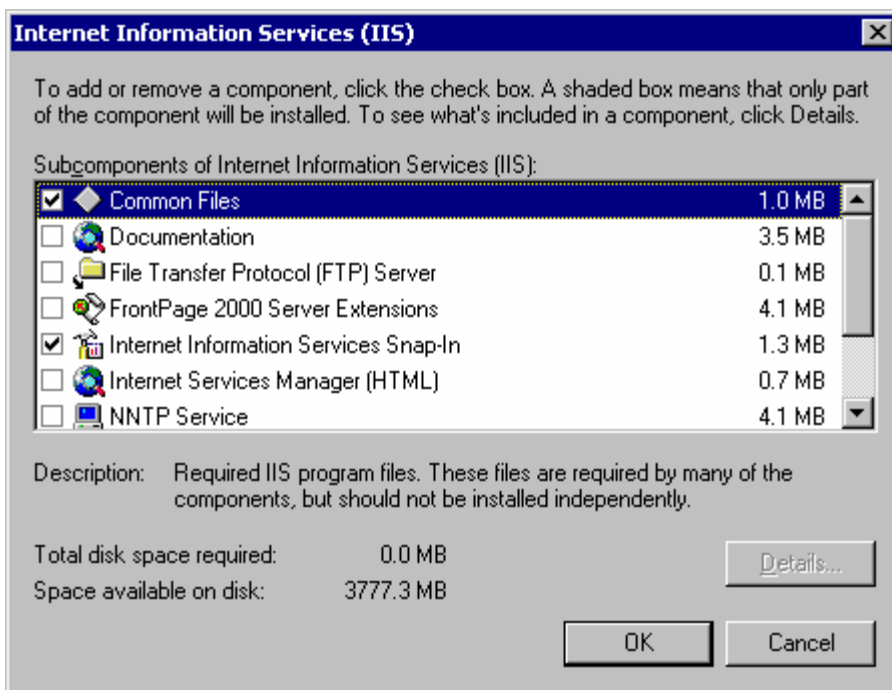 Internet Information Services (IIS)
To add or remove a component, click the check box. A shaded box means that only part
of the component will be installed. To see what's included in a component, click Details.
Subcomponents of Internet Information Services (IIS):
Common Files 1.0 MB
Documentation 3.5 MB
File Transfer Protocol (FTP) Server 0.1 MB
FrontPage 2000 Server Extensions 4.1 MB
Internet Information Services Snap-In 1.3 MB
Internet Services Manager (HTML) 0.7 MB
NNTP Service 4.1 MB
Description: Required IIS program files. These files are required by many of the
components, but should not be installed independently.
Total disk space required: 0.0 MB
Space available on disk: 3777.3 MB
Details...
OK Cancel